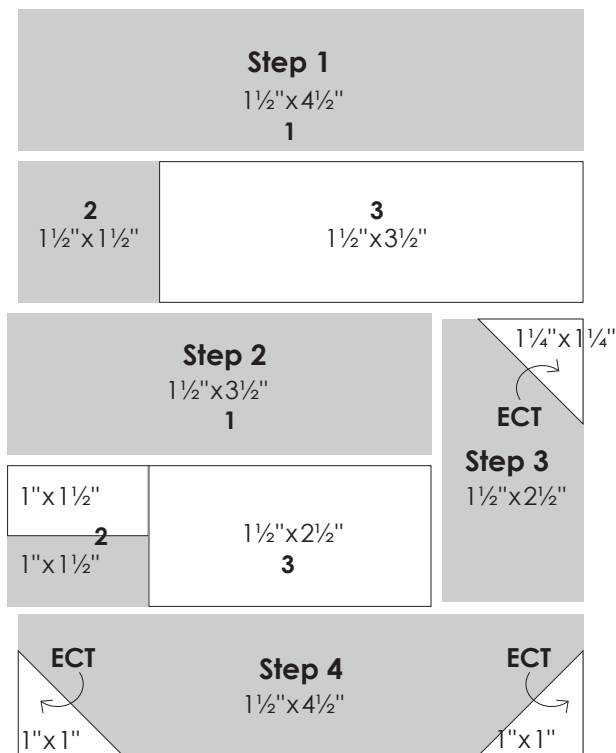 Step 1
1½"x4½"
1
2
1½"x1½"
3
1½"x3½"
Step 2
1½"x3½"
1
1¼"x1¼"
ECT
Step 3
1½"x2½"
1"x1½"
2
1"x1½"
1½"x2½"
3
ECT
1"x1"
Step 4
1½"x4½"
ECT
1"x1"